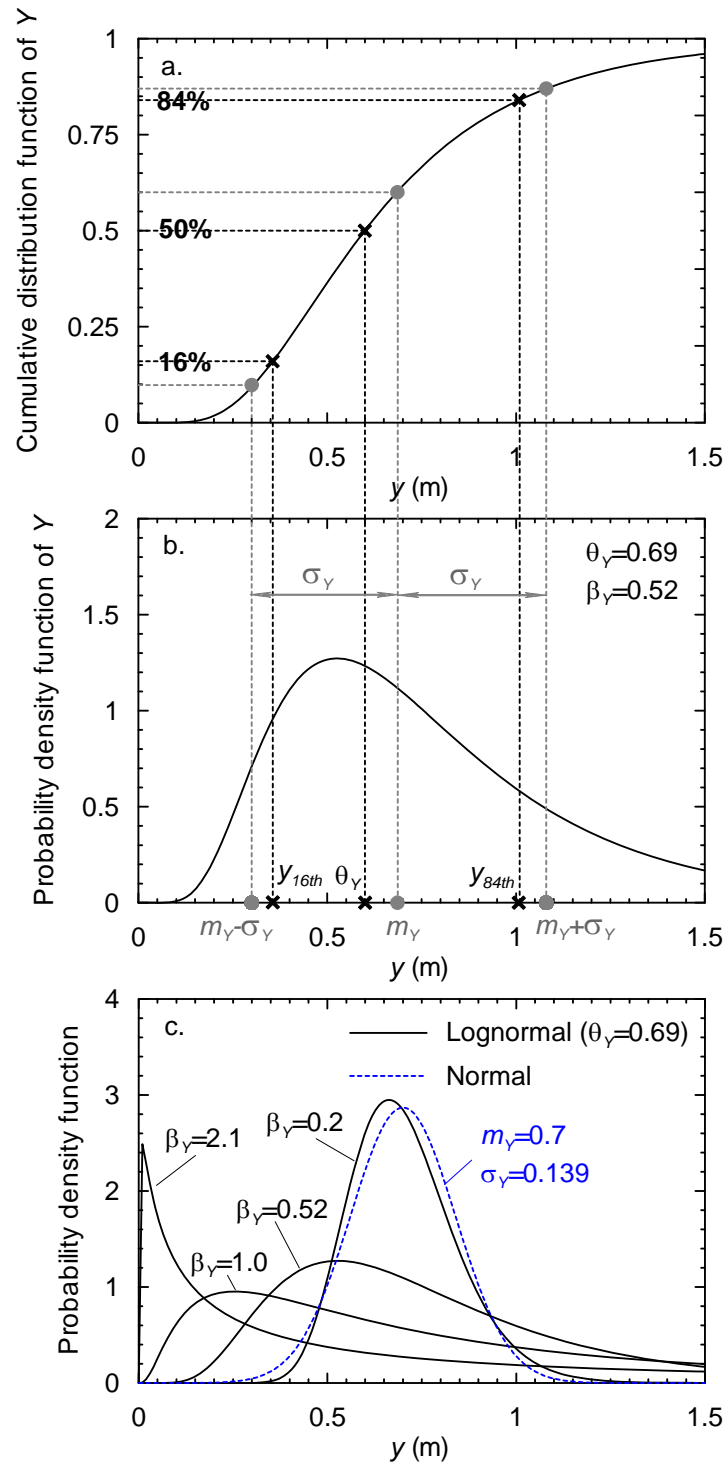 a.
Cumulative distribution function of Y
1
0.75
0.5
0.25
0
84%
50%
16%
0 0.5 1 1.5
y (m)
b.
Probability density function of Y
2
1.5
1
0.5
0
θY=0.69
βY=0.52
σY σY
y16th θY y84th
0 0.5 1 1.5
mY-σY mY mY+σY
y (m)
c.
Probability density function
4
3
2
1
0
Lognormal (θY=0.69)
Normal
βY=2.1
βY=0.2
mY=0.7
σY=0.139
βY=0.52
βY=1.0
0 0.5 1 1.5
y (m)